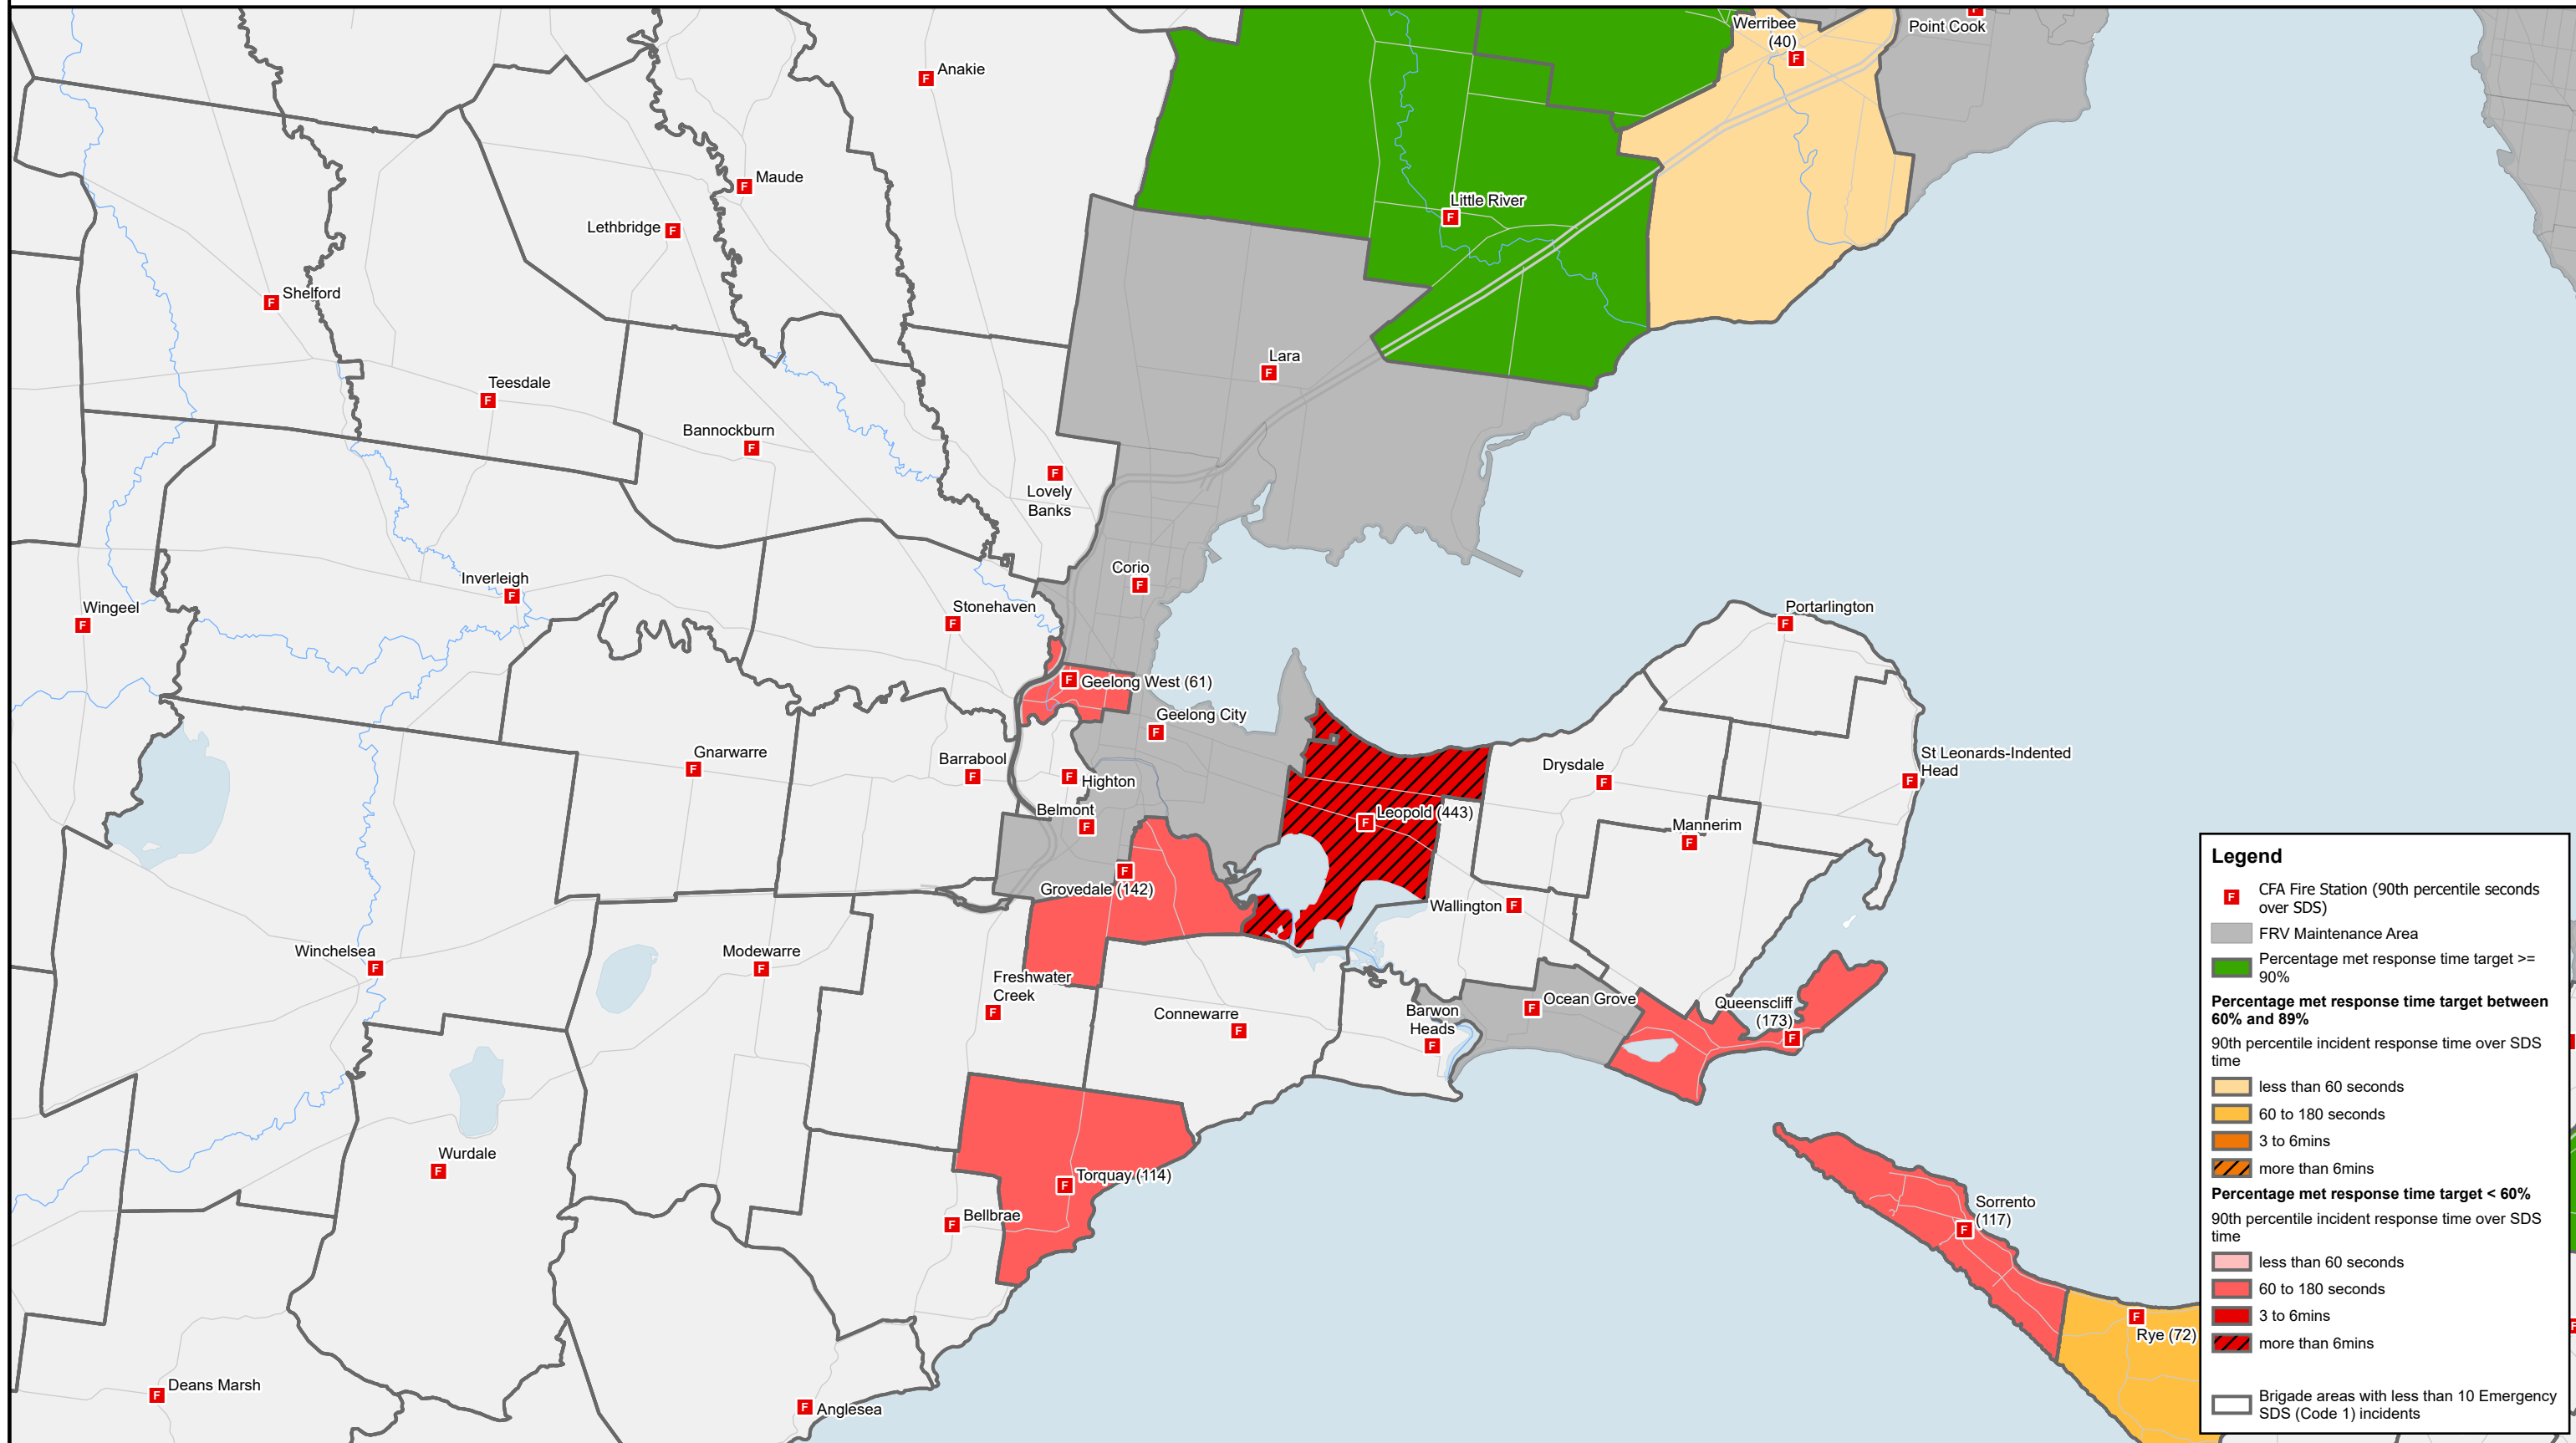 Werribee
(40)
Point Cook
Anakie
Maude
Lethbridge
Little River
Shelford
Lara
Teesdale
Bannockburn
Lovely
Banks
Corio
Inverleigh
Wingeel
Stonehaven
Portarlington
Geelong West (61)
Geelong City
Gnarwarre
Barrabool
Highton
Belmont
Leopold (443)
Drysdale
St Leonards-Indented
Head
Mannerim
Grovedale (142)
Wallington
Winchelsea
Modewarre
Freshwater
Creek
Connewarre
Barwon
Heads
Ocean Grove
Queenscliff
(173)
Wurdale
Torquay (114)
Bellbrae
Sorrento
(117)
Rye (72)
Deans Marsh
Anglesea
Legend
F CFA Fire Station (90th percentile seconds
over SDS)
FRV Maintenance Area
Percentage met response time target >=
90%
Percentage met response time target between
60% and 89%
90th percentile incident response time over SDS
time
less than 60 seconds
60 to 180 seconds
3 to 6mins
more than 6mins
Percentage met response time target < 60%
90th percentile incident response time over SDS
time
less than 60 seconds
60 to 180 seconds
3 to 6mins
more than 6mins
Brigade areas with less than 10 Emergency
SDS (Code 1) incidents